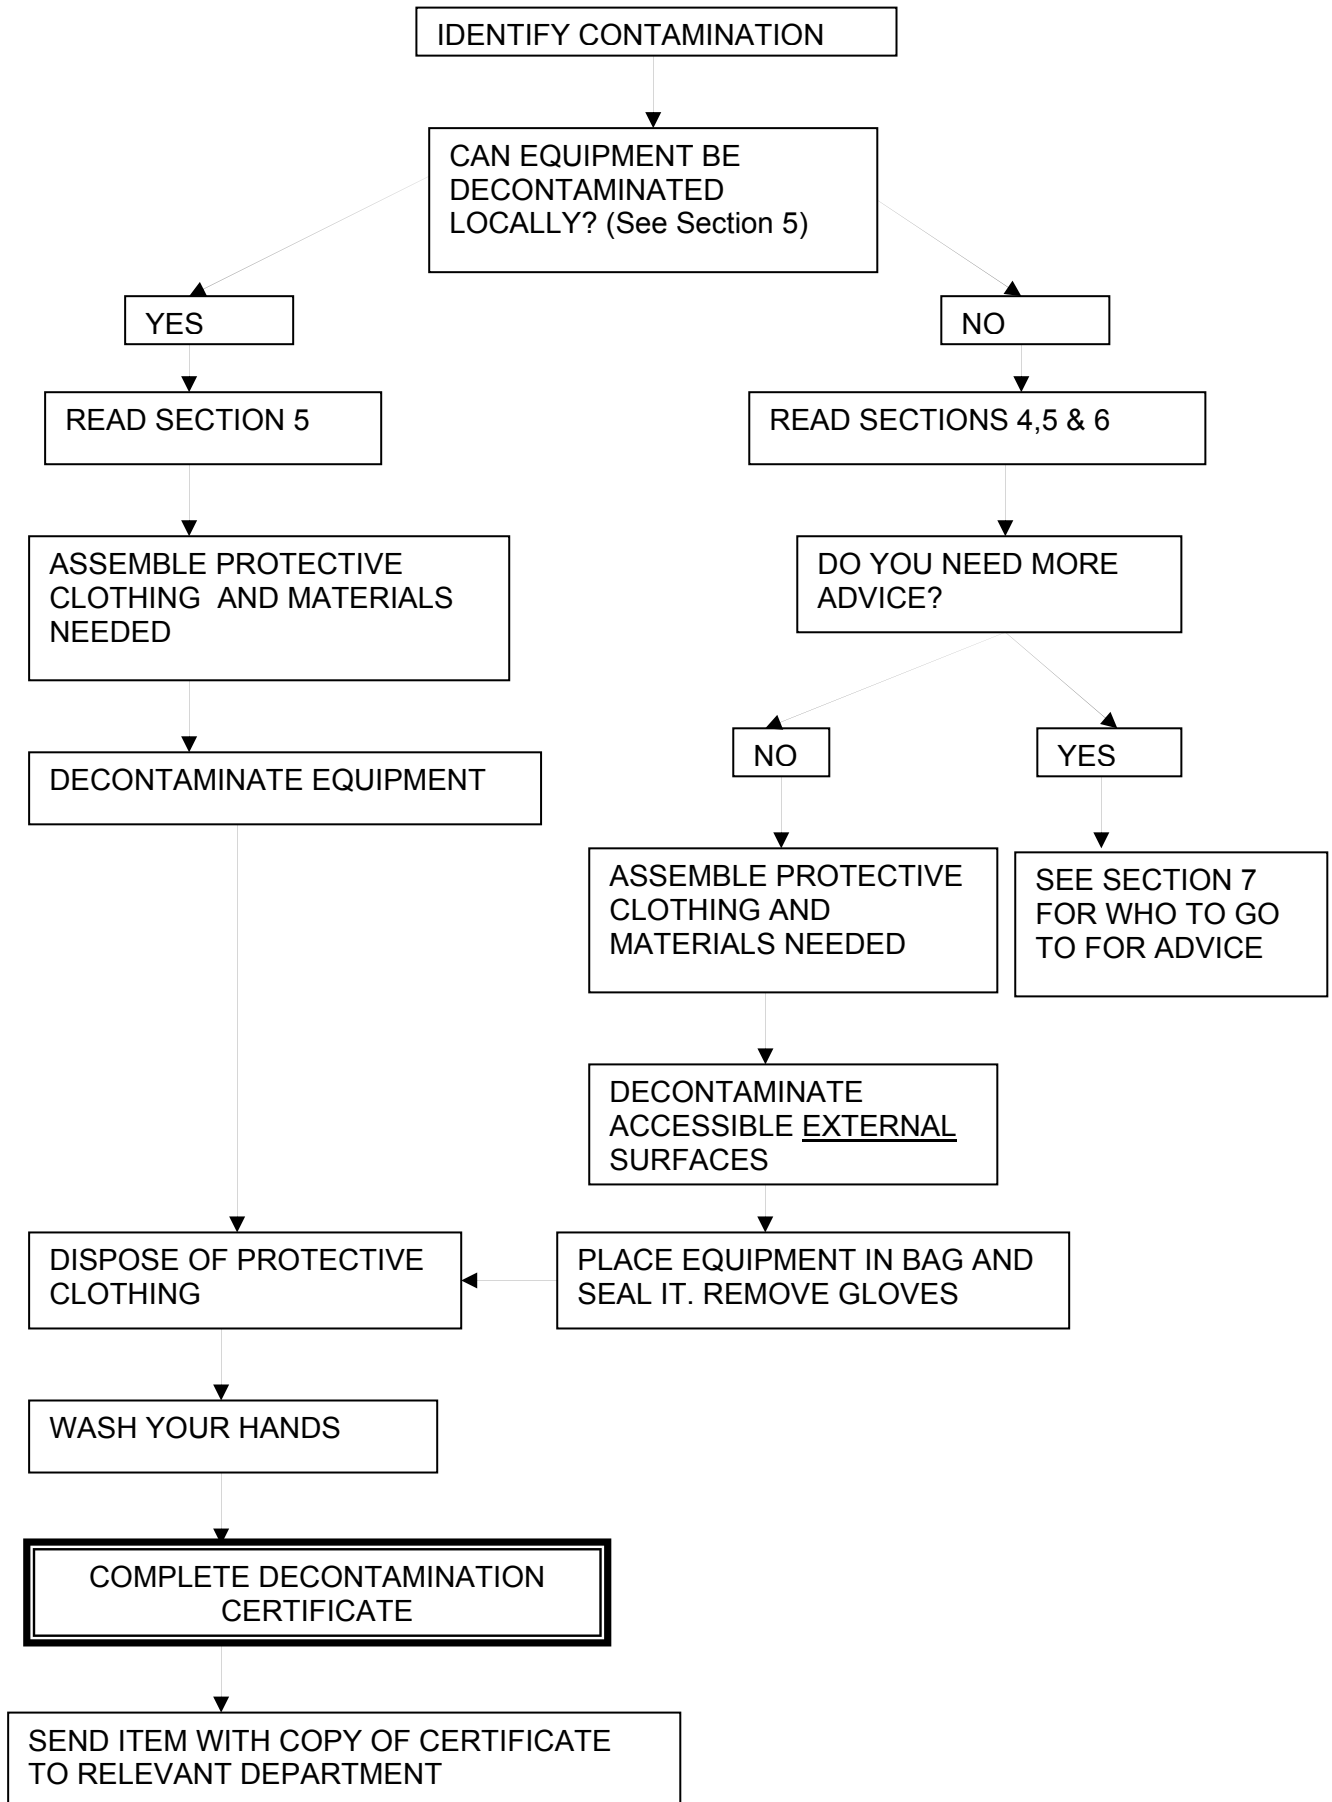 IDENTIFY CONTAMINATION
CAN EQUIPMENT BE
DECONTAMINATED
LOCALLY? (See Section 5)
YES
NO
READ SECTION 5
READ SECTIONS 4,5 & 6
ASSEMBLE PROTECTIVE
CLOTHING AND MATERIALS
NEEDED
DO YOU NEED MORE
ADVICE?
DECONTAMINATE EQUIPMENT
NO
YES
ASSEMBLE PROTECTIVE
CLOTHING AND
MATERIALS NEEDED
SEE SECTION 7
FOR WHO TO GO
TO FOR ADVICE
DECONTAMINATE
ACCESSIBLE EXTERNAL
SURFACES
DISPOSE OF PROTECTIVE
CLOTHING
PLACE EQUIPMENT IN BAG AND
SEAL IT. REMOVE GLOVES
WASH YOUR HANDS
COMPLETE DECONTAMINATION
CERTIFICATE
SEND ITEM WITH COPY OF CERTIFICATE
TO RELEVANT DEPARTMENT